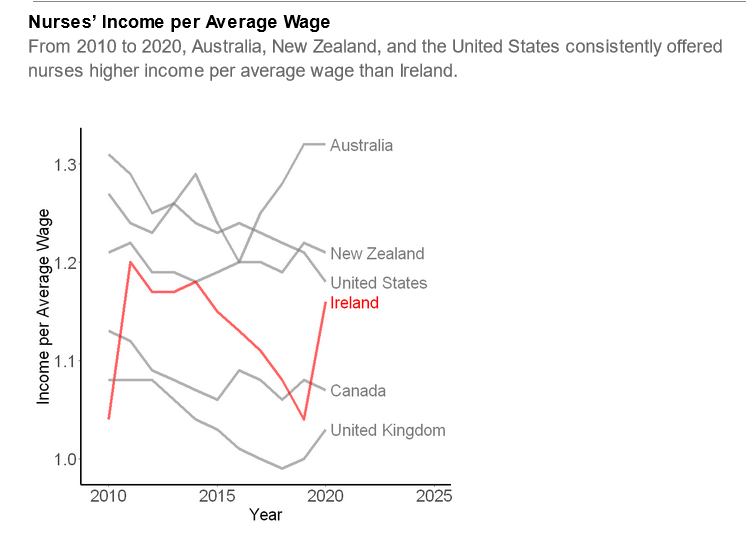 Nurses’ Income per Average Wage
From 2010 to 2020, Australia, New Zealand, and the United States consistently offered
nurses higher income per average wage than Ireland.
Australia
1.3
New Zealand
1.2
United States
Ireland
Income per Average Wage
1.1
Canada
United Kingdom
1.0
2010 2015 2020 2025
Year